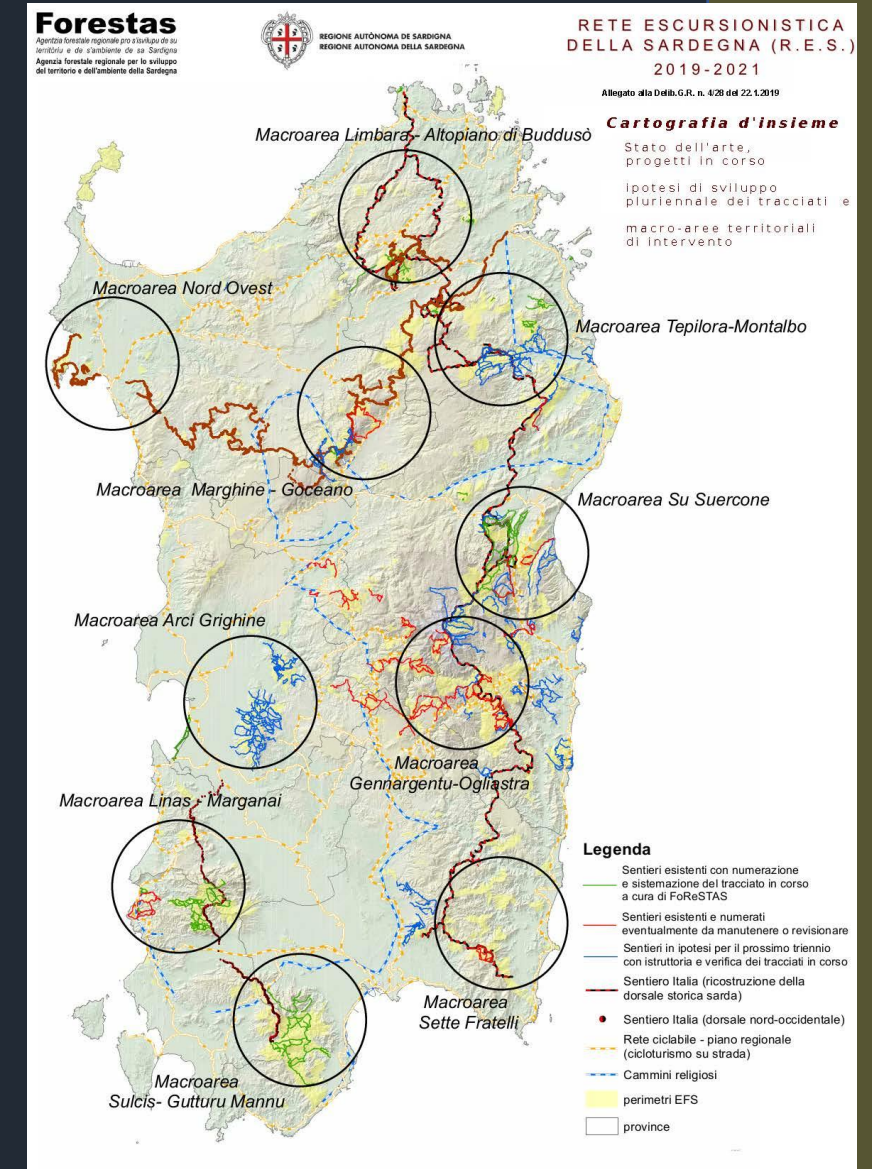 Forestas
Agentzia forestale regionale pro s'isvilupu de su
territòriu e de s'ambiente de sa Sardigna
Agenzia forestale regionale per lo sviluppo
del territorio e dell'ambiente della Sardegna
REGIONE AUTÒNOMA DE SARDIGNA
REGIONE AUTONOMA DELLA SARDEGNA
RETE ESCURSIONISTICA
DELLA SARDEGNA (R.E.S.)
2019-2021
Allegato alla Delib.G.R. n. 4/28 del 22.1.2019
Cartografia d'insieme
Stato dell'arte,
progetti in corso
ipotesi di sviluppo
pluriennale dei tracciati e
macro-aree territoriali
di intervento
Macroarea Limbara - Altopiano di Buddusò
Macroarea Nord Ovest
Macroarea Tepilora-Montalbo
Macroarea Marghine - Goceano
Macroarea Su Suercone
Macroarea Arci Grighine
Macroarea
Gennargentu-Ogliastra
Macroarea Linas - Marganai
Macroarea
Sette Fratelli
Macroarea
Sulcis- Gutturu Mannu
Legenda
Sentieri esistenti con numerazione
e sistemazione del tracciato in corso
a cura di FoReSTAS
Sentieri esistenti e numerati
eventualmente da manutenere o revisionare
Sentieri in ipotesi per il prossimo triennio
con istruttoria e verifica dei tracciati in corso
Sentiero Italia (ricostruzione della
dorsale storica sarda)
Sentiero Italia (dorsale nord-occidentale)
Rete ciclabile - piano regionale
(cicloturismo su strada)
Cammini religiosi
perimetri EFS
province